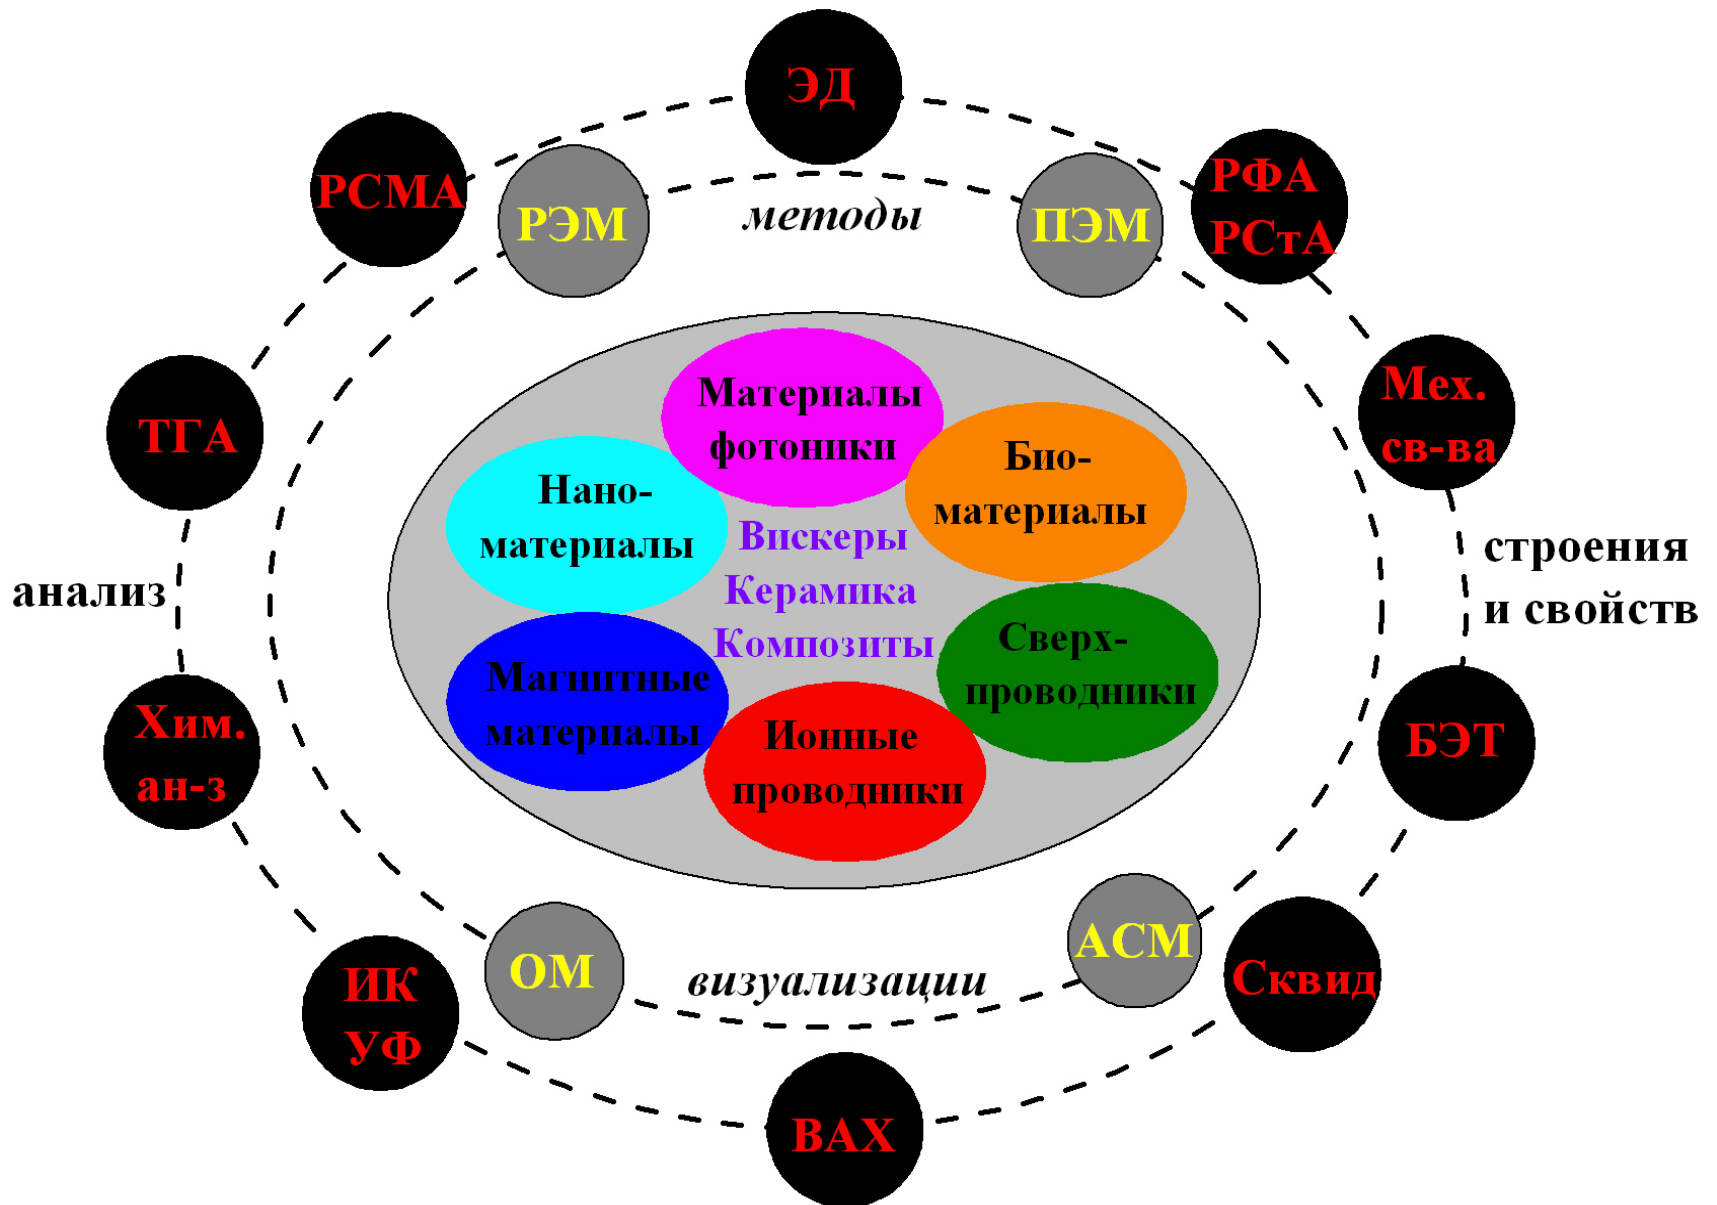 ЭД
РСМА
РЭМ
методы
ПЭМ
РФА
РСтА
ТГА
Мех.
св-ва
Материалы
фотоники
Нано-
материалы
Био-
материалы
Вискеры
Керамика
Композиты
анализ
строения
и свойств
Магнитные
материалы
Сверх-
проводники
Ионные
проводники
Хим.
ан-з
БЭТ
ОМ
визуализации
АСМ
ИК
УФ
Сквид
ВАХ